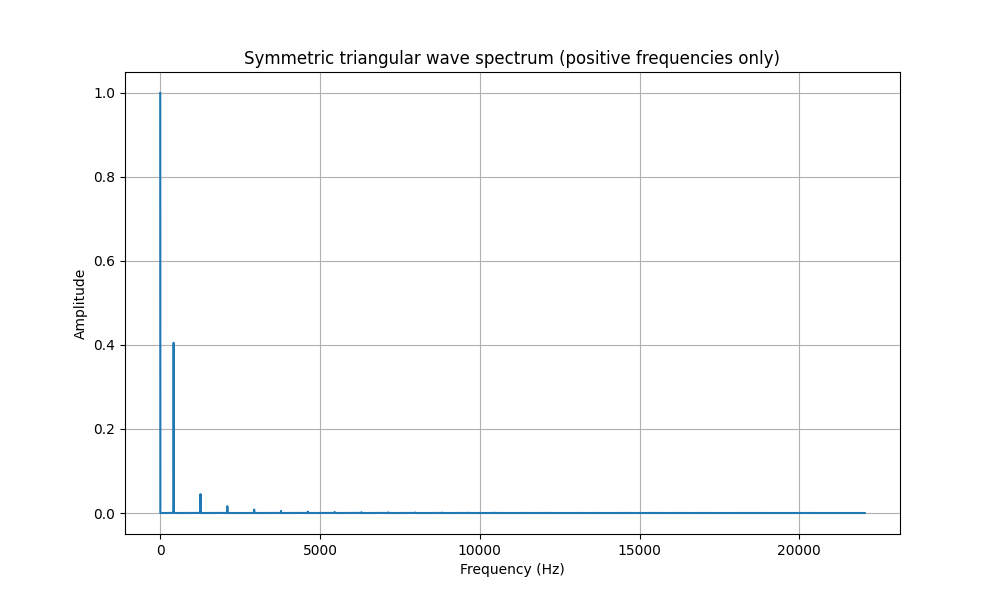 Symmetric triangular wave spectrum (positive frequencies only)
1.0
0.8
0.6
0.4
0.2
0.0
Amplitude
0 5000 10000 15000 20000
Frequency (Hz)